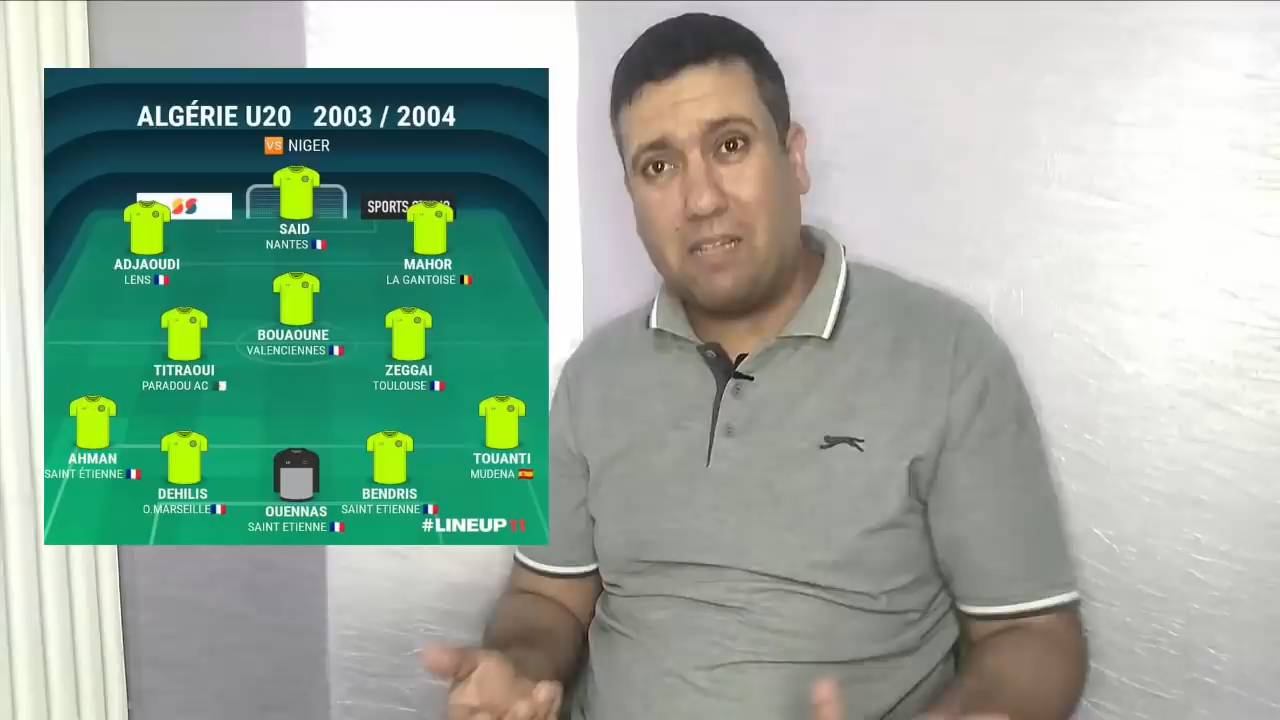 ALGÉRIE U20 2003 / 2004
VS NIGER
SAID
NANTES
SPORTS
ADJAOUDI
LENS
MAHOR
LA GANTOISE
BOUAOUNE
VALENCIENNES
TITRAOUI
PARADOU AC
ZEGGAI
TOULOUSE
AHMAN
SAINT ÉTIENNE
TOUANTI
MUDENA
DEHILIS
O.MARSEILLE
BENDRIS
SAINT ETIENNE
OUENNAS
SAINT ETIENNE
#LINEUP11